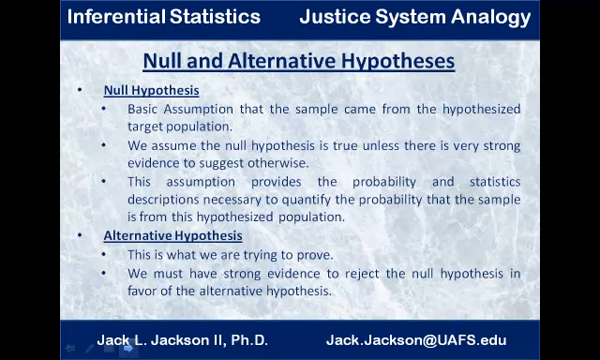 Inferential Statistics Justice System Analogy
Null and Alternative Hypotheses
• Null Hypothesis
• Basic Assumption that the sample came from the hypothesized
target population.
• We assume the null hypothesis is true unless there is very strong
evidence to suggest otherwise.
• This assumption provides the probability and statistics
descriptions necessary to quantify the probability that the sample
is from this hypothesized population.
• Alternative Hypothesis
• This is what we are trying to prove.
• We must have strong evidence to reject the null hypothesis in
favor of the alternative hypothesis.
Jack L. Jackson II, Ph.D. Jack.Jackson@UAFS.edu